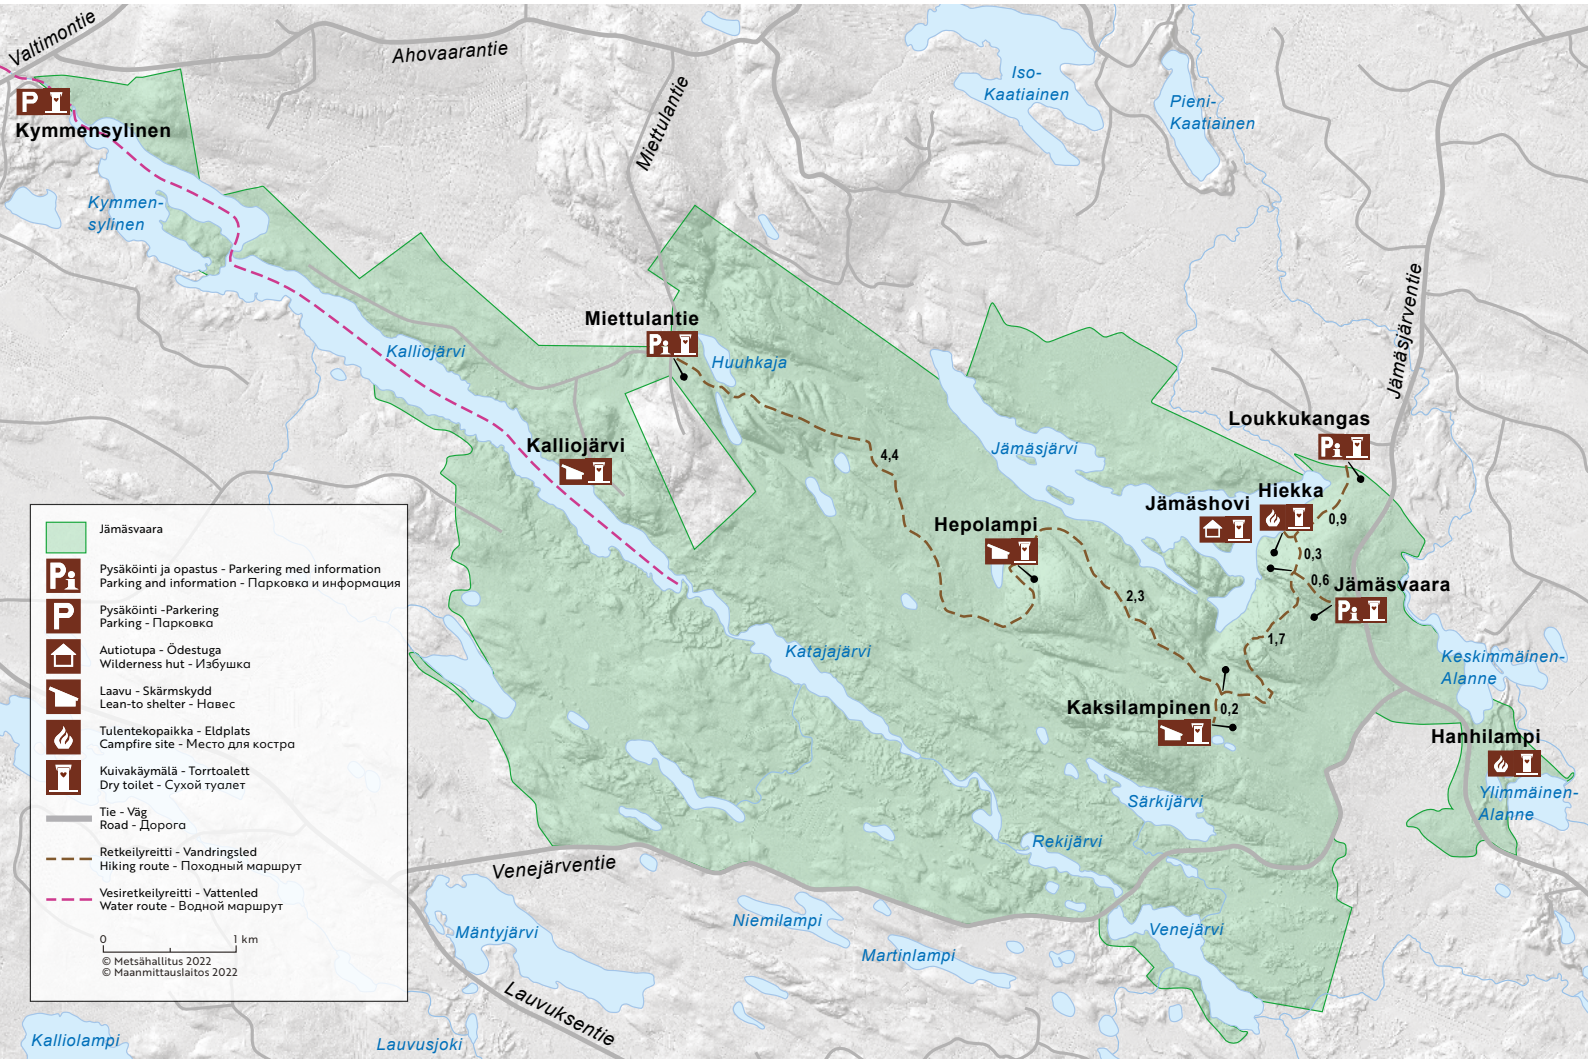 Valtimontie
Ahovaarantie
Miettulantie
Iso-
Kaatiainen
Pieni-
Kaatiainen
P
Kymmensylinen
Kymmen-
sylinen
Jämäsjärventie
Miettulantie
Pi
Kalliojärvi
Huuhkaja
Loukkukangas
Pi
Kalliojärvi
Jämäsjärvi
4,4
Hiekka
Jämäshovi
0,9
Hepolampi
0,3
0,6
Jämäsvaara
Pi
2,3
1,7
Katajajärvi
Keskimmäinen-
Alanne
Kaksilampinen
0,2
Hanhilampi
Ylimmäinen-
Alanne
Särkijärvi
Rekijärvi
Venejärventie
Niemilampi
Mäntyjärvi
Venejärvi
Martinlampi
Lauvuksentie
Kalliolampi
Lauvusjoki
Jämäsvaara
Pi
Pysäköinti ja opastus - Parkering med information
Parking and information - Парковка и информация
P
Pysäköinti -Parkering
Parking - Парковка
Autiotupa - Ödestuga
Wilderness hut - Избушка
Laavu - Skärmskydd
Lean-to shelter - Навес
Tulentekopaikka - Eldplats
Campfire site - Место для костра
Kuivakäymälä - Torrtoalett
Dry toilet - Сухой туалет
Tie - Väg
Road - Дорога
Retkeilyreitti - Vandringsled
Hiking route - Походный маршрут
Vesiretkeilyreitti - Vattenled
Water route - Водной маршрут
0 1 km
© Metsähallitus 2022
© Maanmittauslaitos 2022